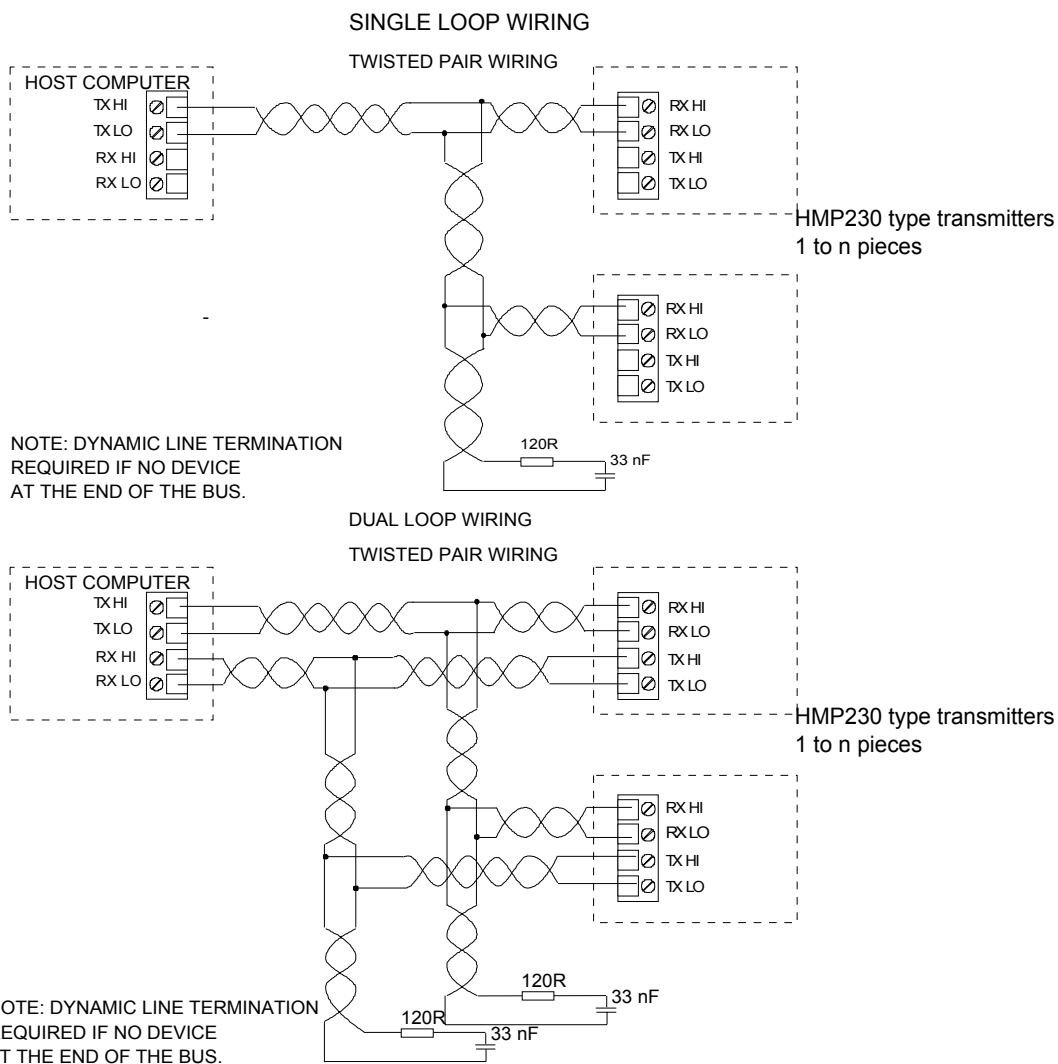 SINGLE LOOP WIRING
TWISTED PAIR WIRING
HOST COMPUTER
TX HI
TX LO
RX HI
RX LO
RX HI
RX LO
TX HI
TX LO
HMP230 type transmitters
1 to n pieces
RX HI
RX LO
TX HI
TX LO
-
NOTE: DYNAMIC LINE TERMINATION
REQUIRED IF NO DEVICE
AT THE END OF THE BUS.
120R
33 nF
DUAL LOOP WIRING
TWISTED PAIR WIRING
HOST COMPUTER
TX HI
TX LO
RX HI
RX LO
RX HI
RX LO
TX HI
TX LO
HMP230 type transmitters
1 to n pieces
RX HI
RX LO
TX HI
TX LO
OTE: DYNAMIC LINE TERMINATION
EQUIRED IF NO DEVICE
T THE END OF THE BUS.
120R
33 nF
120R
33 nF